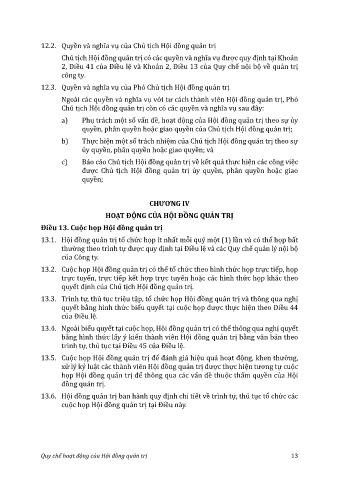 12.2. Quyền và nghĩa vụ của Chủ tịch Hội đồng quản trị
Chủ tịch Hội đồng quản trị có các quyền và nghĩa vụ được quy định tại Khoản
2, Điều 41 của Điều lệ và Khoản 2, Điều 13 của Quy chế nội bộ về quản trị
công ty.
12.3. Quyền và nghĩa vụ của Phó Chủ tịch Hội đồng quản trị
Ngoài các quyền và nghĩa vụ với tư cách thành viên Hội đồng quản trị, Phó
Chủ tịch Hội đồng quản trị còn có các quyền và nghĩa vụ sau đây:
a) Phụ trách một số vấn đề, hoạt động của Hội đồng quản trị theo sự ủy
quyền, phân quyền hoặc giao quyền của Chủ tịch Hội đồng quản trị;
b) Thực hiện một số trách nhiệm của Chủ tịch Hội đồng quản trị theo sự
ủy quyền, phân quyền hoặc giao quyền; và
c) Báo cáo Chủ tịch Hội đồng quản trị về kết quả thực hiện các công việc
được Chủ tịch Hội đồng quản trị ủy quyền, phân quyền hoặc giao
quyền;
CHƯƠNG IV
HOẠT ĐỘNG CỦA HỘI ĐỒNG QUẢN TRỊ
Điều 13. Cuộc họp Hội đồng quản trị
13.1. Hội đồng quản trị tổ chức họp ít nhất mỗi quý một (1) lần và có thể họp bất
thường theo trình tự được quy định tại Điều lệ và các Quy chế quản lý nội bộ
của Công ty.
13.2. Cuộc họp Hội đồng quản trị có thể tổ chức theo hình thức họp trực tiếp, họp
trực tuyến, trực tiếp kết hợp trực tuyến hoặc các hình thức họp khác theo
quyết định của Chủ tịch Hội đồng quản trị.
13.3. Trình tự, thủ tục triệu tập, tổ chức họp Hội đồng quản trị và thông qua nghị
quyết bằng hình thức biểu quyết tại cuộc họp được thực hiện theo Điều 44
của Điều lệ.
13.4. Ngoài biểu quyết tại cuộc họp, Hội đồng quản trị có thể thông qua nghị quyết
bằng hình thức lấy ý kiến thành viên Hội đồng quản trị bằng văn bản theo
trình tự, thủ tục tại Điều 45 của Điều lệ.
13.5. Cuộc họp Hội đồng quản trị để đánh giá hiệu quả hoạt động, khen thưởng,
xử lý kỷ luật các thành viên Hội đồng quản trị được thực hiện tương tự cuộc
họp Hội đồng quản trị để thông qua các vấn đề thuộc thẩm quyền của Hội
đồng quản trị.
13.6. Hội đồng quản trị ban hành quy định chi tiết về trình tự, thủ tục tổ chức các
cuộc họp Hội đồng quản trị tại Điều này.
Quy chế hoạt động của Hội đồng quản trị 13